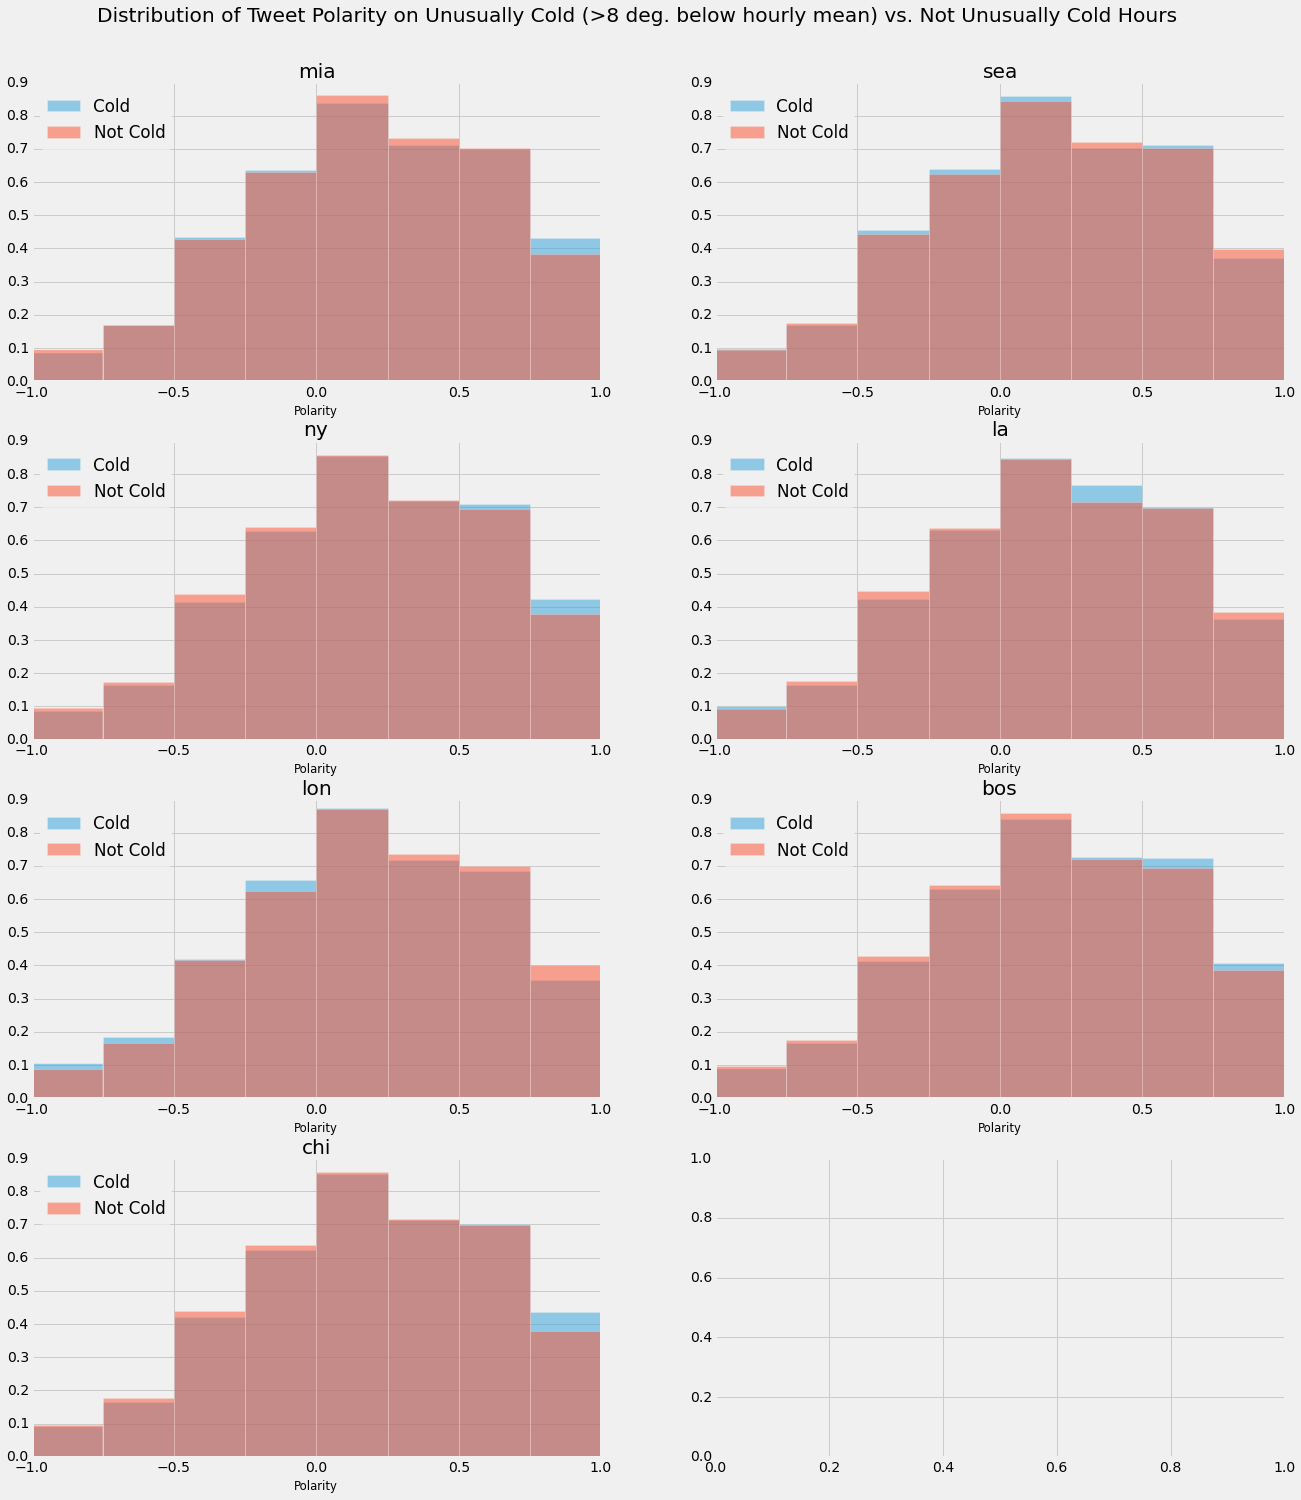 Distribution of Tweet Polarity on Unusually Cold (>8 deg. below hourly mean) vs. Not Unusually Cold Hours
mia
0.9
0.8
0.7
0.6
0.5
0.4
0.3
0.2
0.1
0.0
Cold
Not Cold
−1.0 −0.5 0.0 0.5 1.0
Polarity
sea
0.9
0.8
0.7
0.6
0.5
0.4
0.3
0.2
0.1
0.0
Cold
Not Cold
−1.0 −0.5 0.0 0.5 1.0
Polarity
ny
0.9
0.8
0.7
0.6
0.5
0.4
0.3
0.2
0.1
0.0
Cold
Not Cold
−1.0 −0.5 0.0 0.5 1.0
Polarity
la
0.9
0.8
0.7
0.6
0.5
0.4
0.3
0.2
0.1
0.0
Cold
Not Cold
−1.0 −0.5 0.0 0.5 1.0
Polarity
lon
0.9
0.8
0.7
0.6
0.5
0.4
0.3
0.2
0.1
0.0
Cold
Not Cold
−1.0 −0.5 0.0 0.5 1.0
Polarity
bos
0.9
0.8
0.7
0.6
0.5
0.4
0.3
0.2
0.1
0.0
Cold
Not Cold
−1.0 −0.5 0.0 0.5 1.0
Polarity
chi
0.9
0.8
0.7
0.6
0.5
0.4
0.3
0.2
0.1
0.0
Cold
Not Cold
−1.0 −0.5 0.0 0.5 1.0
Polarity
1.0
0.8
0.6
0.4
0.2
0.0
0.0 0.2 0.4 0.6 0.8 1.0